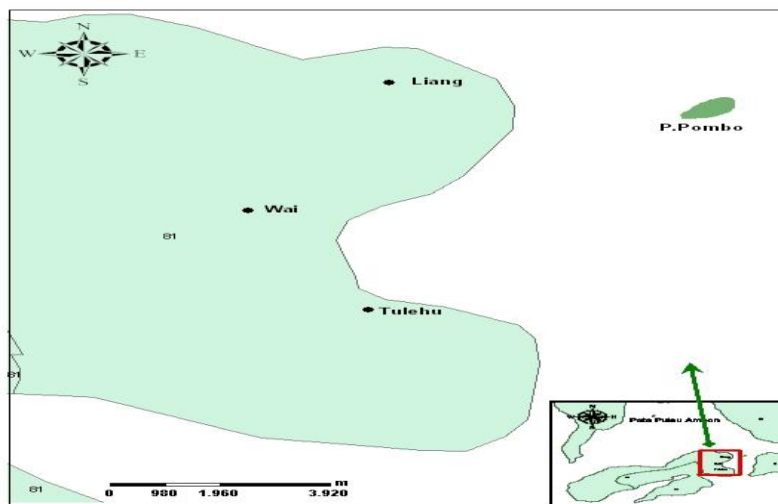 N
W E
S
Liang
P.Pombo
Wai
81
Tulehu
81
N
Peta Pulau Ambon
W
S
m
81
0 980 1.960 3.920